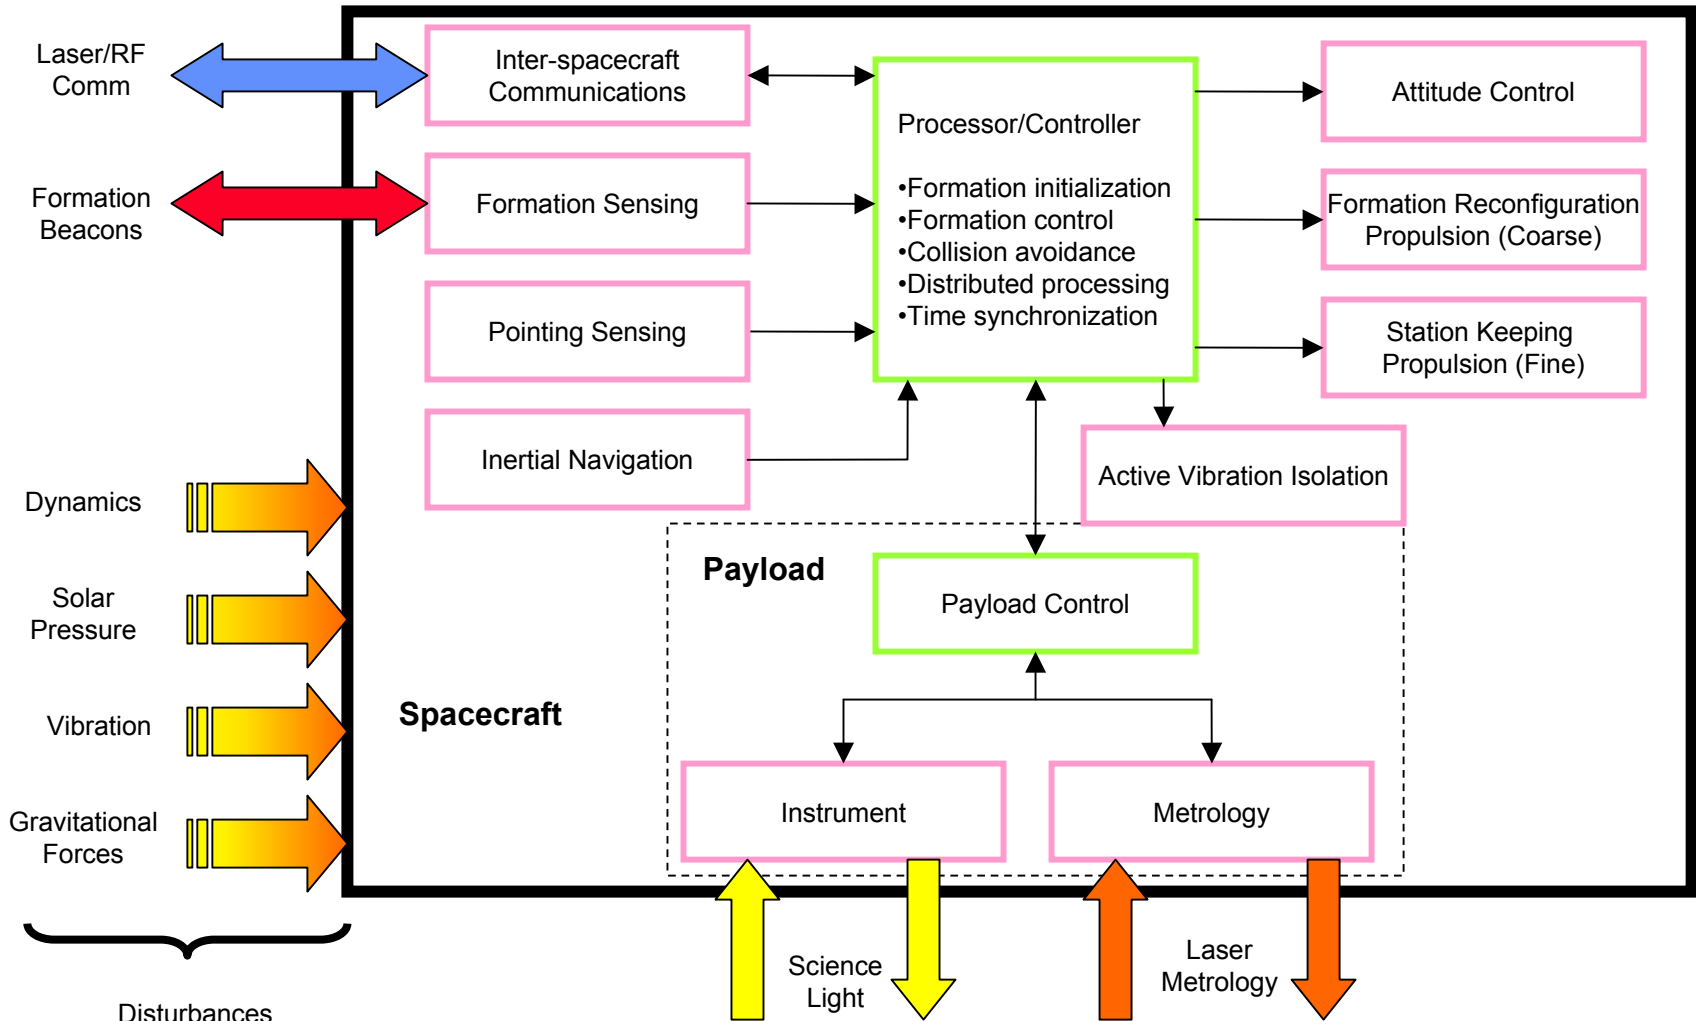 Laser/RF
Comm
Inter-spacecraft
Communications
Processor/Controller
•Formation initialization
•Formation control
•Collision avoidance
•Distributed processing
•Time synchronization
Attitude Control
Formation
Beacons
Formation Sensing
Formation Reconfiguration
Propulsion (Coarse)
Pointing Sensing
Station Keeping
Propulsion (Fine)
Inertial Navigation
Active Vibration Isolation
Dynamics
Solar
Pressure
Vibration
Gravitational
Forces
Disturbances
Spacecraft
Payload
Payload Control
Instrument
Metrology
Science
Light
Laser
Metrology